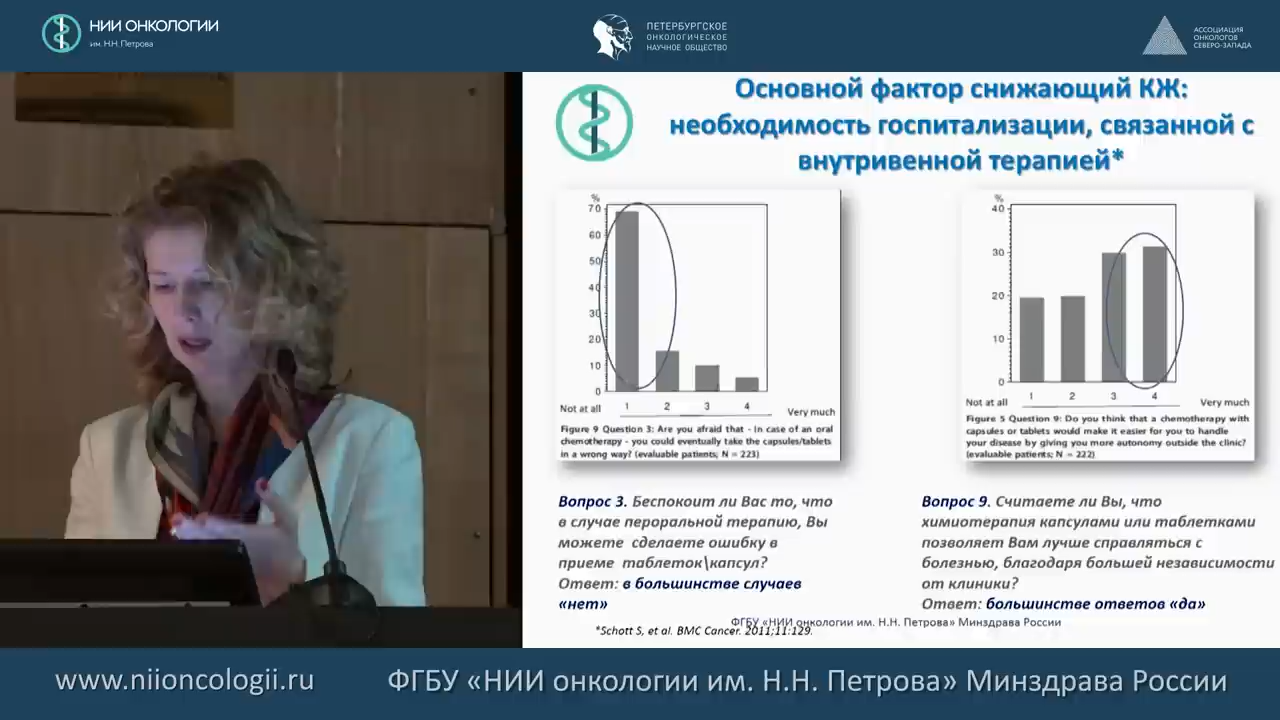 НИИ ОНКОЛОГИИ
им. Н.Н. Петрова
ПЕТЕРБУРГСКОЕ
ОНКОЛОГИЧЕСКОЕ
НАУЧНОЕ ОБЩЕСТВО
АССОЦИАЦИЯ
ОНКОЛОГОВ
СЕВЕРО-ЗАПАДА
Основной фактор снижающий КЖ:
необходимость госпитализации, связанной с
внутривенной терапией*
%
70
60
50
40
30
20
10
0
1 2 3 4
Not at all
Very much
Figure 9 Question 3: Are you afraid that - in case of an oral
chemotherapy - you could eventually take the capsules/tablets
in a wrong way? (evaluable patients; N = 223)
%
40
30
20
10
0
1 2 3 4
Not at all
Very much
Figure 5 Question 9: Do you think that a chemotherapy with
capsules or tablets would make it easier for you to handle
your disease by giving you more autonomy outside the clinic?
(evaluable patients; N = 222)
Вопрос 3. Беспокоит ли Вас то, что
в случае пероральной терапию, Вы
можете сделаете ошибку в
приеме таблеток\капсул?
Ответ: в большинстве случаев
«нет»
Вопрос 9. Считаете ли Вы, что
химиотерапия капсулами или таблетками
позволяет Вам лучше справляться с
болезнью, благодаря большей независимости
от клиники?
Ответ: большинстве ответов «да»
ФГБУ «НИИ онкологии им. Н.Н. Петрова» Минздрава России
*Schott S, et al. BMC Cancer. 2011;11:129.
www.niioncologii.ru
ФГБУ «НИИ онкологии им. Н.Н. Петрова» Минздрава России